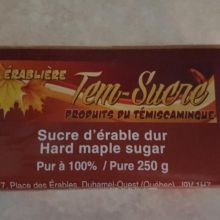 ÉRABLIÈRE
Tem-Sucre
PRODUITS DU TÉMISCAMINGUE
Sucre d'érable dur
Hard maple sugar
Pur à 100% / Pure 250 g
7, Place des Érables, Duhamel-Ouest (Québec)